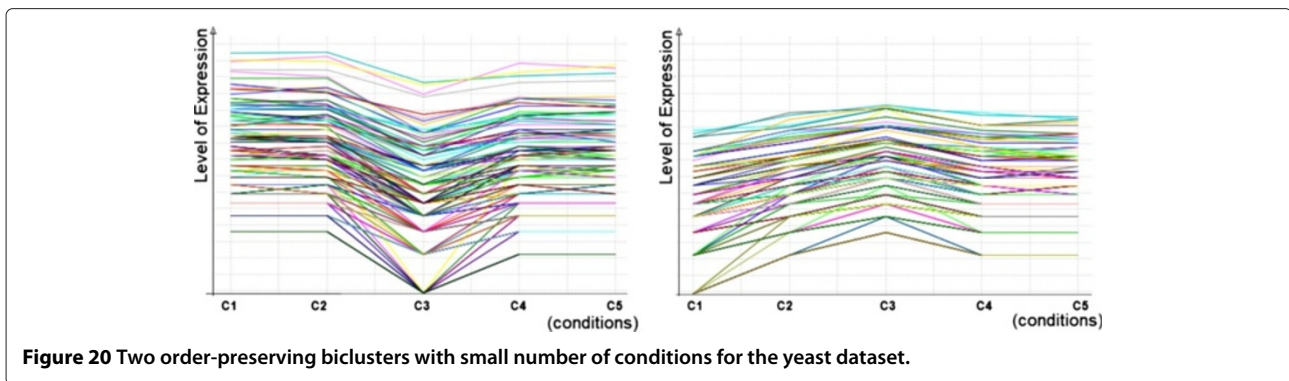 Level of Expression
C1 C2 C3 C4 C5
(conditions)
Level of Expression
C1 C2 C3 C4 C5
(conditions)
Figure 20 Two order-preserving biclusters with small number of conditions for the yeast dataset.